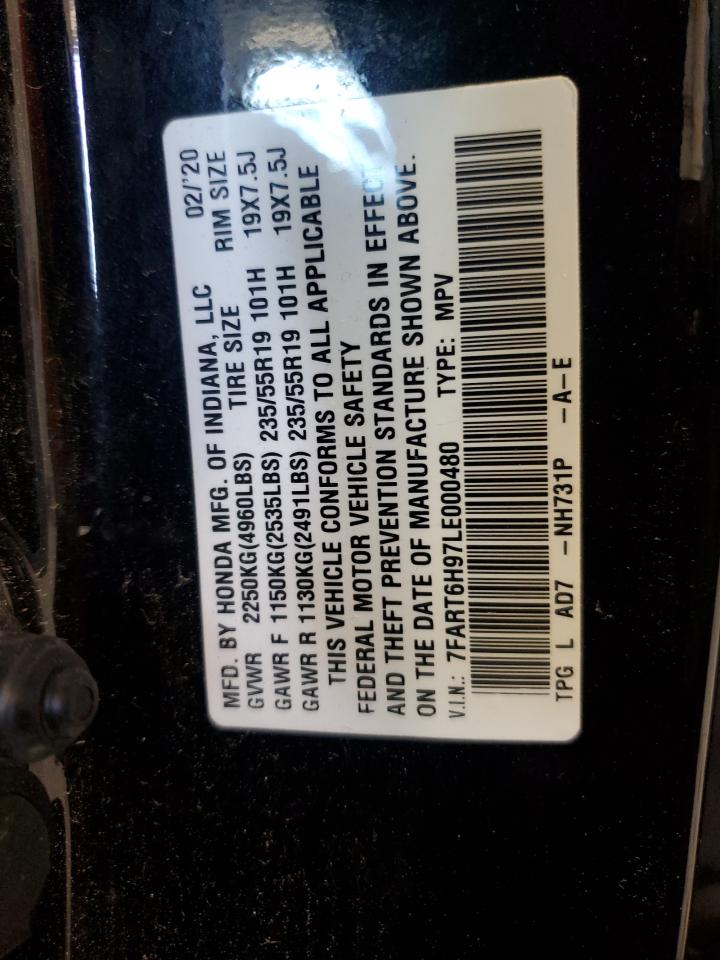 MFD. BY HONDA MFG. OF INDIANA, LLC 02/'20
GVWR 2250KG(4960LBS) TIRE SIZE RIM SIZE
GAWR F 1150KG(2535LBS) 235/55R19 101H 19X7.5J
GAWR R 1130KG(2491LBS) 235/55R19 101H 19X7.5J
THIS VEHICLE CONFORMS TO ALL APPLICABLE
FEDERAL MOTOR VEHICLE SAFETY
AND THEFT PREVENTION STANDARDS IN EFFECT
ON THE DATE OF MANUFACTURE SHOWN ABOVE.
V.I.N.: 7FART6H97LE000480 TYPE: MPV
TPG L AD7 -NH731P -A-E